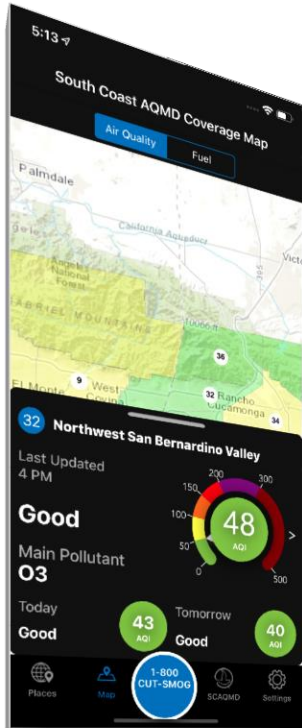 5:13
South Coast AQMD Coverage Map
Air Quality
Fuel
Palmdale
California Aqueduct
395
Angeles
National
Forest
GABRIEL MOUNTAINS
10066 ft
36
9
West
El Monte
32
Rancho
Cucamonga
34
32 Northwest San Bernardino Valley
Last Updated
4 PM
Good
Main Pollutant
O3
0
50
100
150
200
300
500
48
AQI
Today
Good
43
AQI
Tomorrow
Good
40
AQI
Places
Map
1-800
CUT-SMOG
SCAQMD
Settings